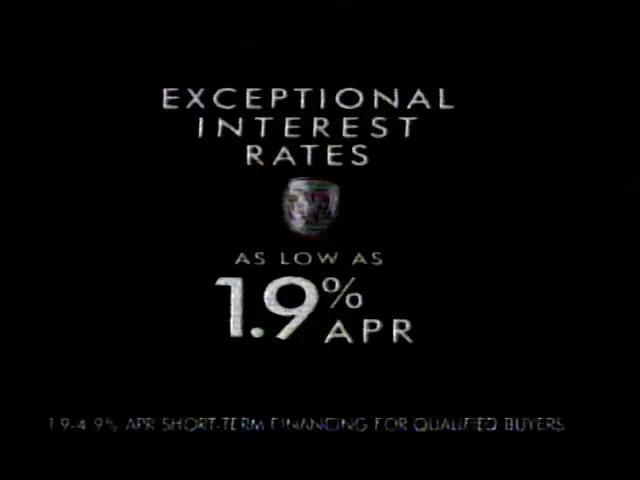 EXCEPTIONAL
INTEREST
RATES
AS LOW AS
1.9%
APR
1.9-4.9% APR SHORT-TERM FINANCING FOR QUALIFIED BUYERS